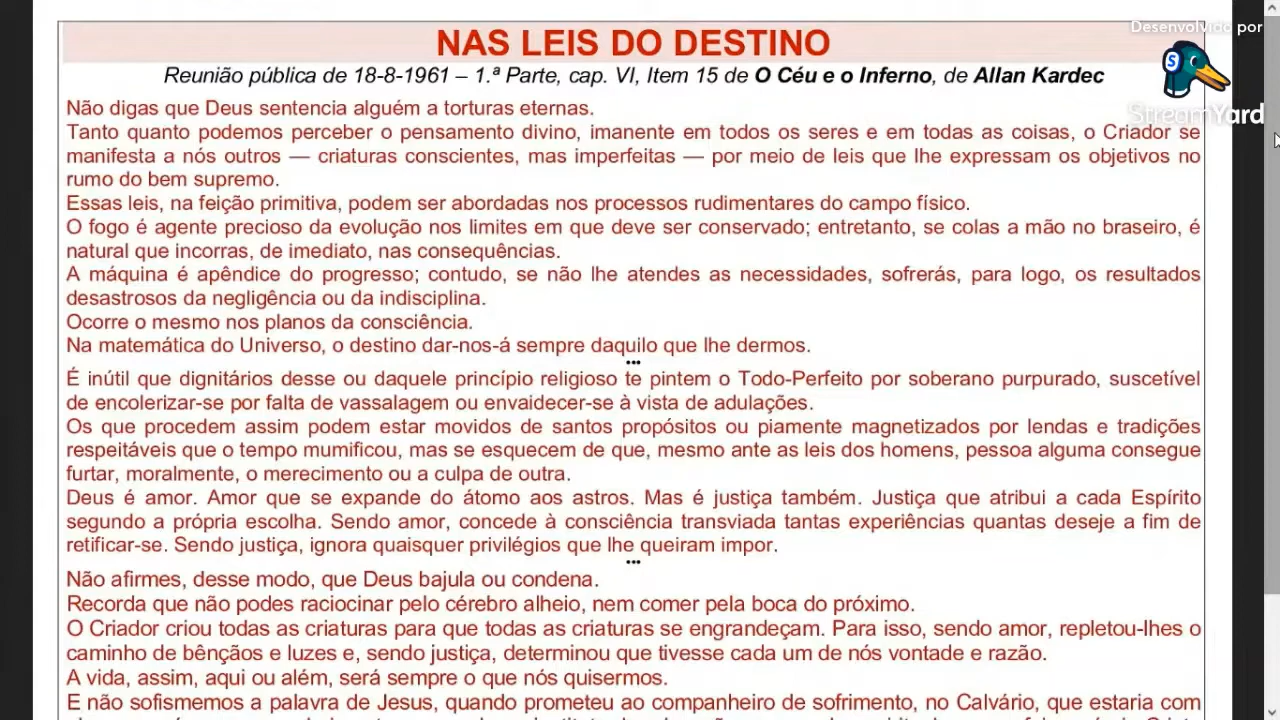 NAS LEIS DO DESTINO
Desenvolvido por
StreamYard
Reunião pública de 18-8-1961 – 1.ª Parte, cap. VI, Item 15 de O Céu e o Inferno, de Allan Kardec
Não digas que Deus sentencia alguém a torturas eternas.
Tanto quanto podemos perceber o pensamento divino, imanente em todos os seres e em todas as coisas, o Criador se
manifesta a nós outros — criaturas conscientes, mas imperfeitas — por meio de leis que lhe expressam os objetivos no
rumo do bem supremo.
Essas leis, na feição primitiva, podem ser abordadas nos processos rudimentares do campo físico.
O fogo é agente precioso da evolução nos limites em que deve ser conservado; entretanto, se colas a mão no braseiro, é
natural que incorras, de imediato, nas consequências.
A máquina é apêndice do progresso; contudo, se não lhe atendes as necessidades, sofrerás, para logo, os resultados
desastrosos da negligência ou da indisciplina.
Ocorre o mesmo nos planos da consciência.
Na matemática do Universo, o destino dar-nos-á sempre daquilo que lhe dermos.
...
É inútil que dignitários desse ou daquele princípio religioso te pintem o Todo-Perfeito por soberano purpurado, suscetível
de encolerizar-se por falta de vassalagem ou envaidecer-se à vista de adulações.
Os que procedem assim podem estar movidos de santos propósitos ou piamente magnetizados por lendas e tradições
respeitáveis que o tempo mumificou, mas se esquecem de que, mesmo ante as leis dos homens, pessoa alguma consegue
furtar, moralmente, o merecimento ou a culpa de outra.
Deus é amor. Amor que se expande do átomo aos astros. Mas é justiça também. Justiça que atribui a cada Espírito
segundo a própria escolha. Sendo amor, concede à consciência transviada tantas experiências quantas deseje a fim de
retificar-se. Sendo justiça, ignora quaisquer privilégios que lhe queiram impor.
...
Não afirmes, desse modo, que Deus bajula ou condena.
Recorda que não podes raciocinar pelo cérebro alheio, nem comer pela boca do próximo.
O Criador criou todas as criaturas para que todas as criaturas se engrandeçam. Para isso, sendo amor, repletou-lhes o
caminho de bênçãos e luzes e, sendo justiça, determinou que tivesse cada um de nós vontade e razão.
A vida, assim, aqui ou além, será sempre o que nós quisermos.
E não sofismemos a palavra de Jesus, quando prometeu ao companheiro de sofrimento, no Calvário, que estaria com